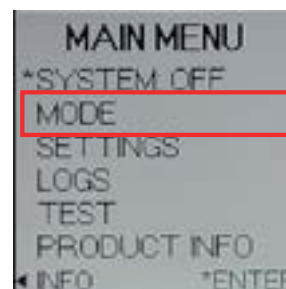 MAIN MENU
*SYSTEM OFF
MODE
SETTINGS
LOGS
TEST
PRODUCT INFO
◄ INFO *ENTER